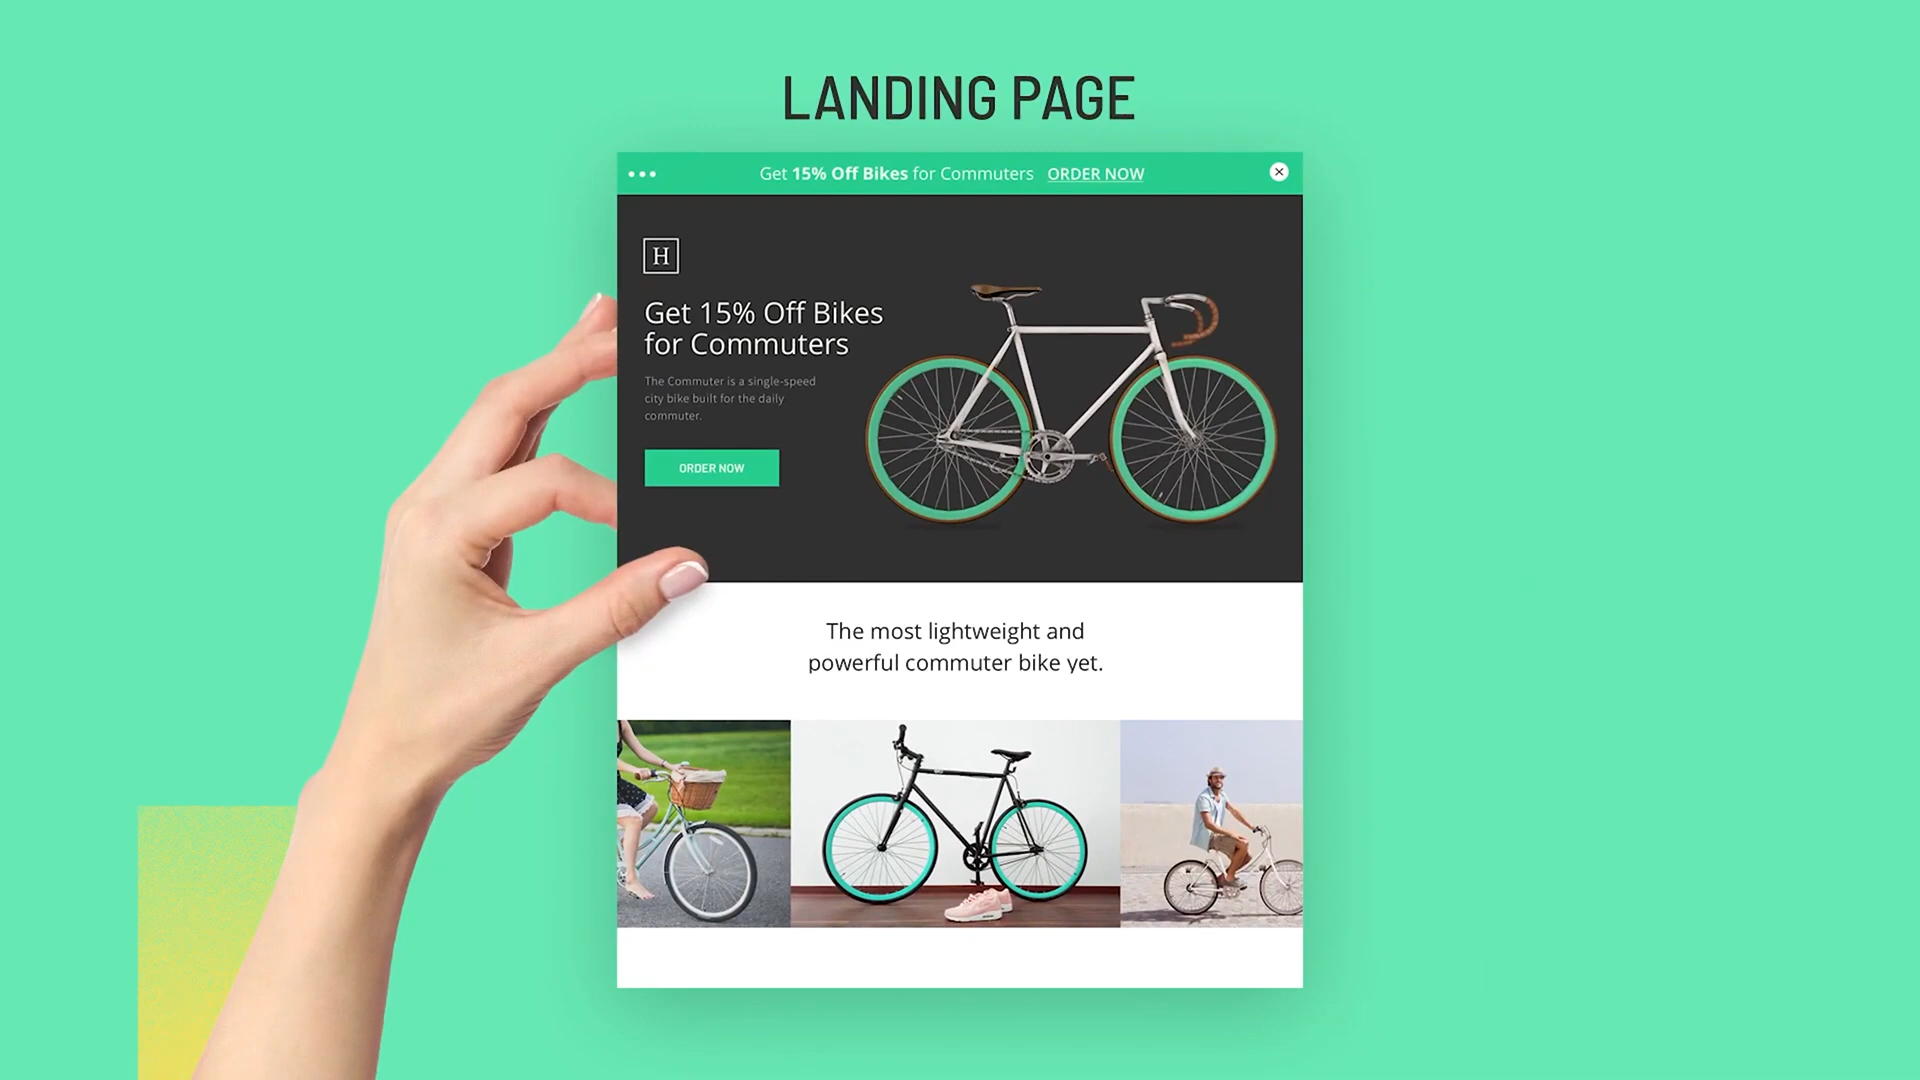 LANDING PAGE
Get 15% Off Bikes for Commuters ORDER NOW
H
Get 15% Off Bikes
for Commuters
The Commuter is a single-speed
city bike built for the daily
commuter.
ORDER NOW
The most lightweight and
powerful commuter bike yet.